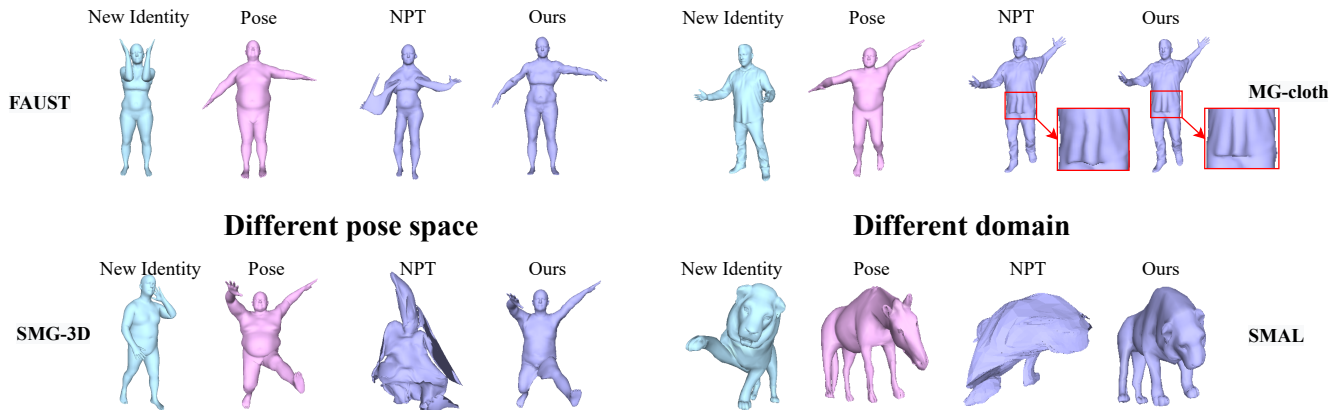 New Identity Pose NPT Ours
FAUST
New Identity Pose NPT Ours
MG-cloth
Different pose space
Different domain
New Identity Pose NPT Ours
SMG-3D
New Identity Pose NPT Ours
SMAL